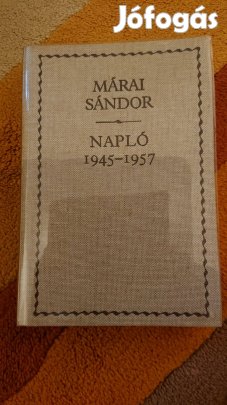 Jófogás
MÁRAI
SÁNDOR
NAPLÓ
1945-1957